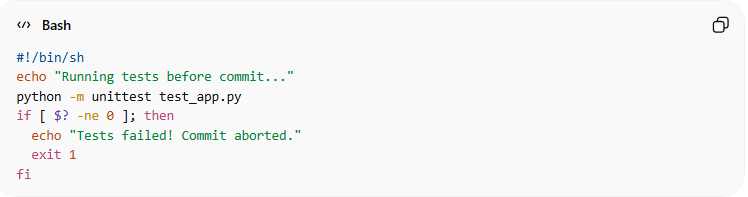 </> Bash
#!/bin/sh
echo "Running tests before commit..."
python -m unittest test_app.py
if [ $? -ne 0 ]; then
  echo "Tests failed! Commit aborted."
  exit 1
fi